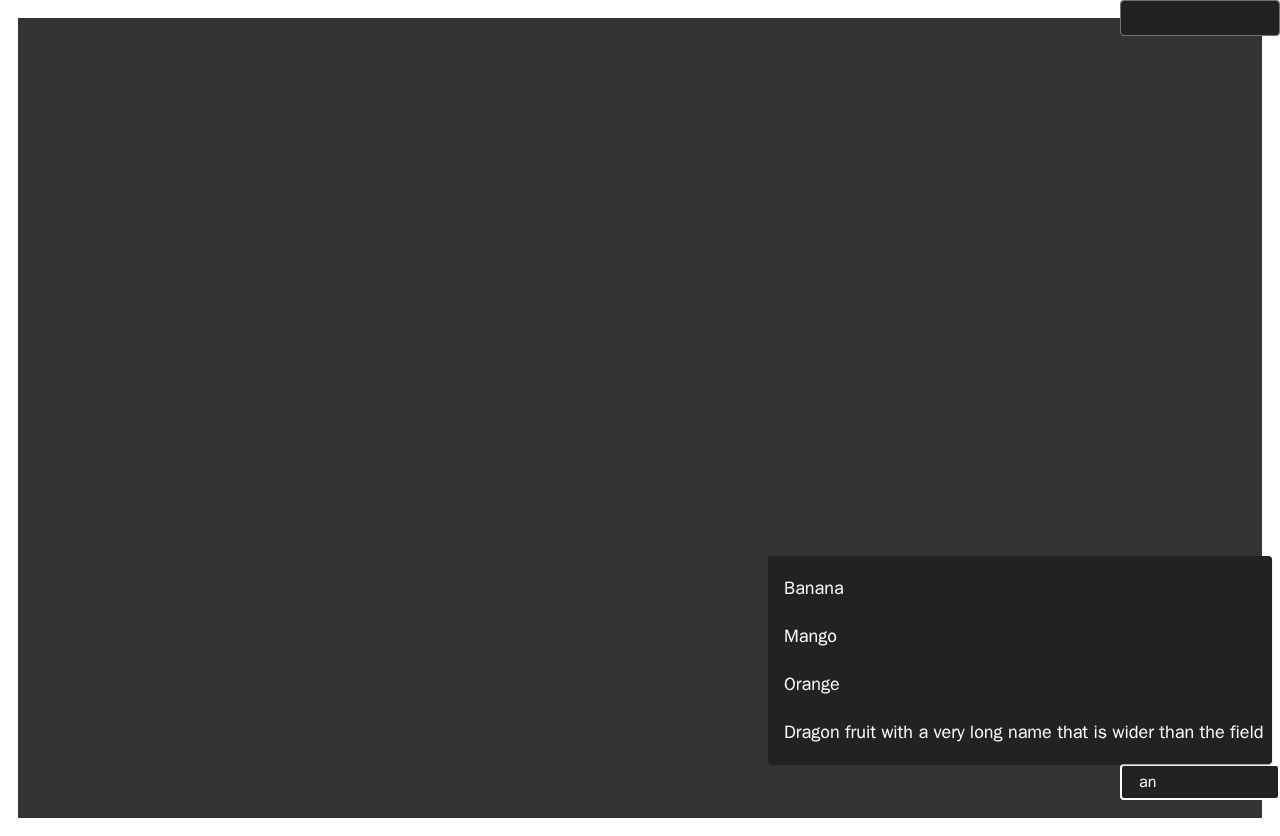 Banana
Mango
Orange
Dragon fruit with a very long name that is wider than the field
an